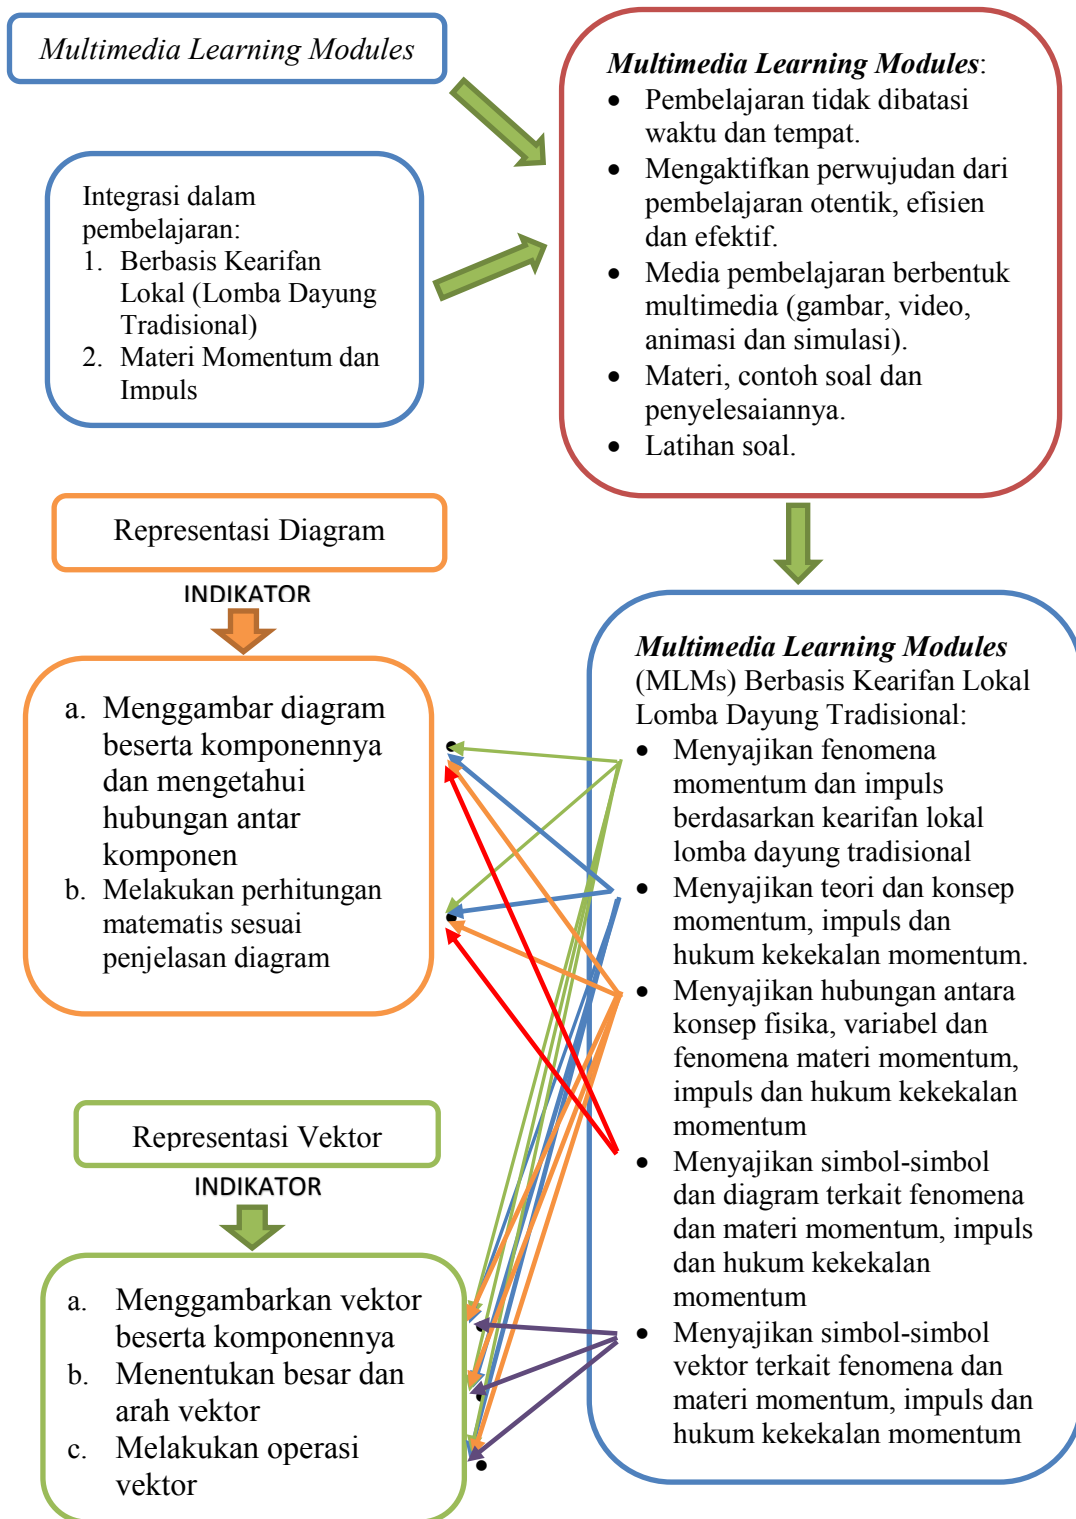 Multimedia Learning Modules
Integrasi dalam
pembelajaran:
1. Berbasis Kearifan
Lokal (Lomba Dayung
Tradisional)
2. Materi Momentum dan
Impuls
Multimedia Learning Modules:
• Pembelajaran tidak dibatasi
waktu dan tempat.
• Mengaktifkan perwujudan dari
pembelajaran otentik, efisien
dan efektif.
• Media pembelajaran berbentuk
multimedia (gambar, video,
animasi dan simulasi).
• Materi, contoh soal dan
penyelesaiannya.
• Latihan soal.
Representasi Diagram
INDIKATOR
a. Menggambar diagram
beserta komponennya
dan mengetahui
hubungan antar
komponen
b. Melakukan perhitungan
matematis sesuai
penjelasan diagram
Multimedia Learning Modules
(MLMs) Berbasis Kearifan Lokal
Lomba Dayung Tradisional:
• Menyajikan fenomena
momentum dan impuls
berdasarkan kearifan lokal
lomba dayung tradisional
• Menyajikan teori dan konsep
momentum, impuls dan
hukum kekekalan momentum.
• Menyajikan hubungan antara
konsep fisika, variabel dan
fenomena materi momentum,
impuls dan hukum kekekalan
momentum
• Menyajikan simbol-simbol
dan diagram terkait fenomena
dan materi momentum, impuls
dan hukum kekekalan
momentum
• Menyajikan simbol-simbol
vektor terkait fenomena dan
materi momentum, impuls dan
hukum kekekalan momentum
Representasi Vektor
INDIKATOR
a. Menggambarkan vektor
beserta komponennya
b. Menentukan besar dan
arah vektor
c. Melakukan operasi
vektor